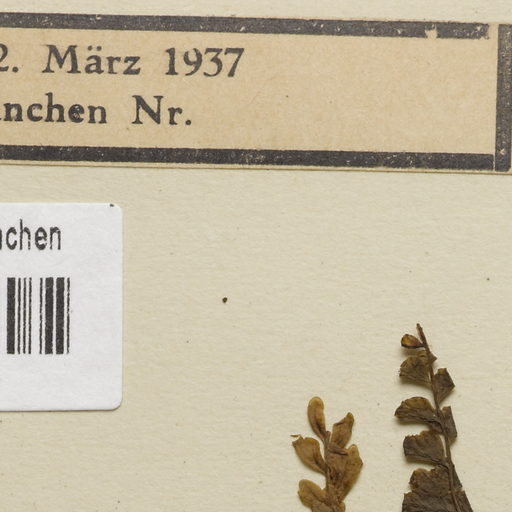 2. März 1937
nchen Nr.
chen